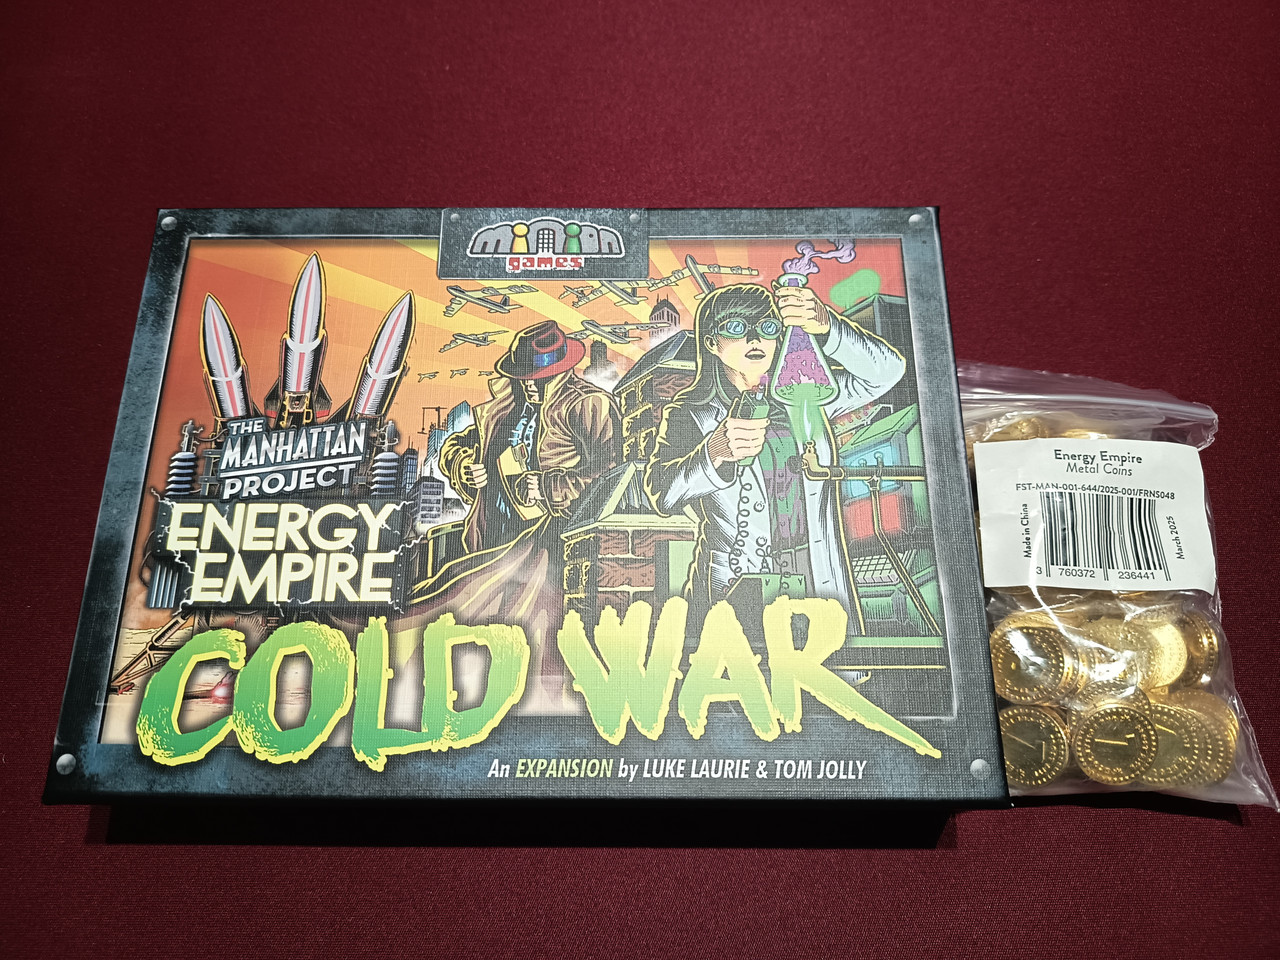 minion
games
THE
MANHATTAN
PROJECT
ENERGY
EMPIRE
COLD WAR
An EXPANSION by LUKE LAURIE & TOM JOLLY
Energy Empire
Metal Coins
FST-MAN-001-644/2025-001/FRNS048
Made in China
March 2025
3 760372 236441
1